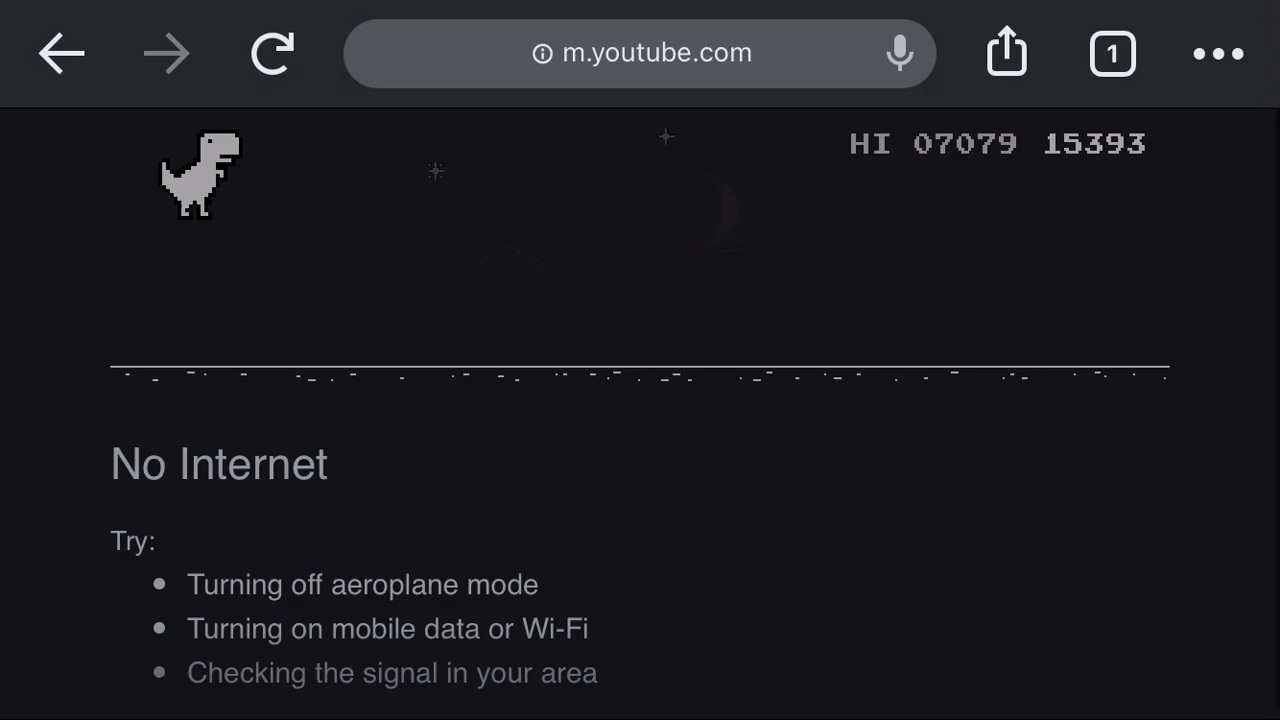 m.youtube.com
1
HI 07079 15393
No Internet
Try:
Turning off aeroplane mode
Turning on mobile data or Wi-Fi
Checking the signal in your area